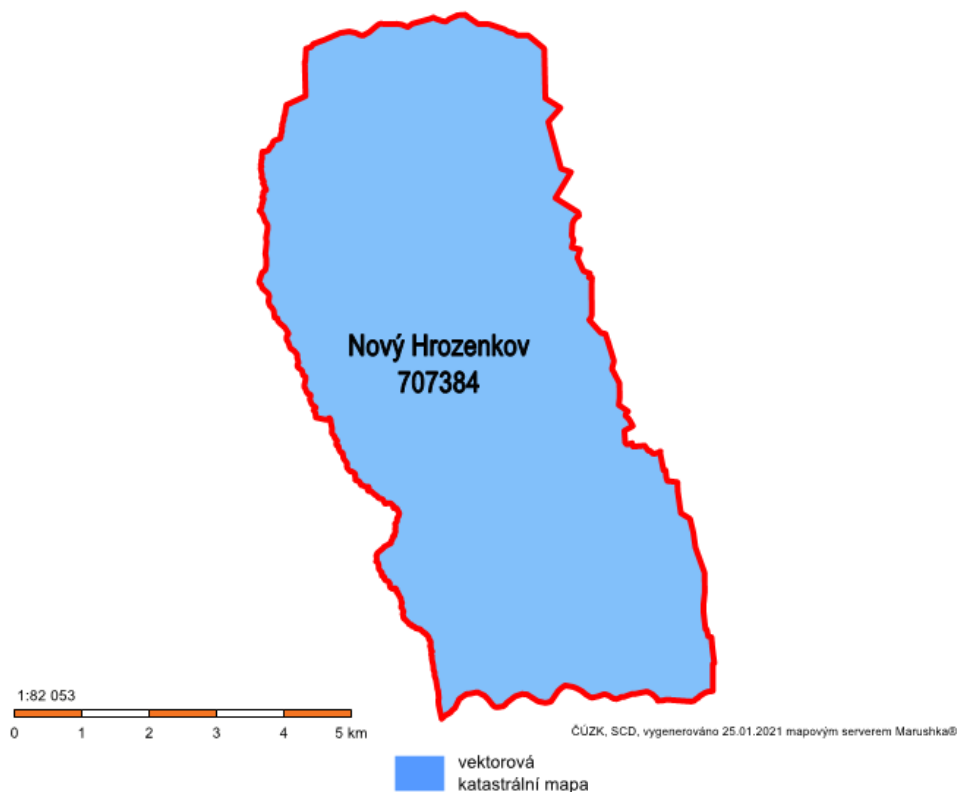 Nový Hrozenkov
707384
1:82 053
0 1 2 3 4 5 km
ČÚZK, SCD, vygenerováno 25.01.2021 mapovým serverem Marushka®
vektorová
katastrální mapa